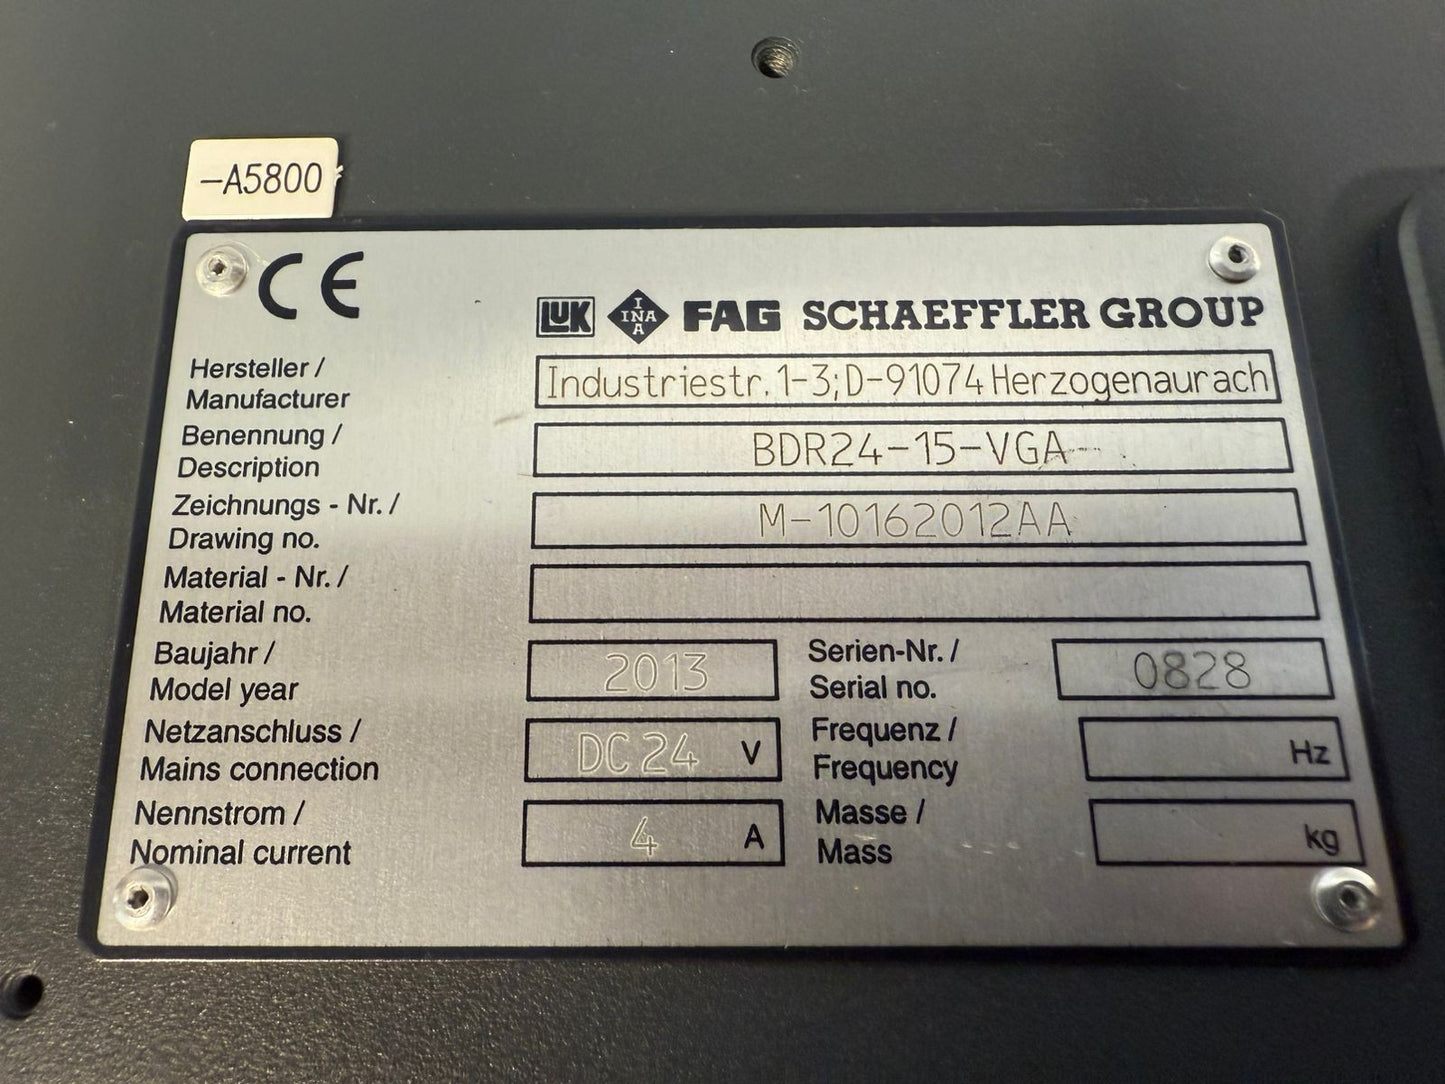 -A5800
CE
LUK INA FAG SCHAEFFLER GROUP
Hersteller /
Manufacturer
Industriestr. 1-3; D-91074 Herzogenaurach
Benennung /
Description
BDR24-15-VGA
Zeichnungs - Nr. /
Drawing no.
M-10162012AA
Material - Nr. /
Material no.
Baujahr /
Model year
2013
Serien-Nr. /
Serial no.
0828
Netzanschluss /
Mains connection
DC 24 V
Frequenz /
Frequency
Hz
Nennstrom /
Nominal current
4 A
Masse /
Mass
kg